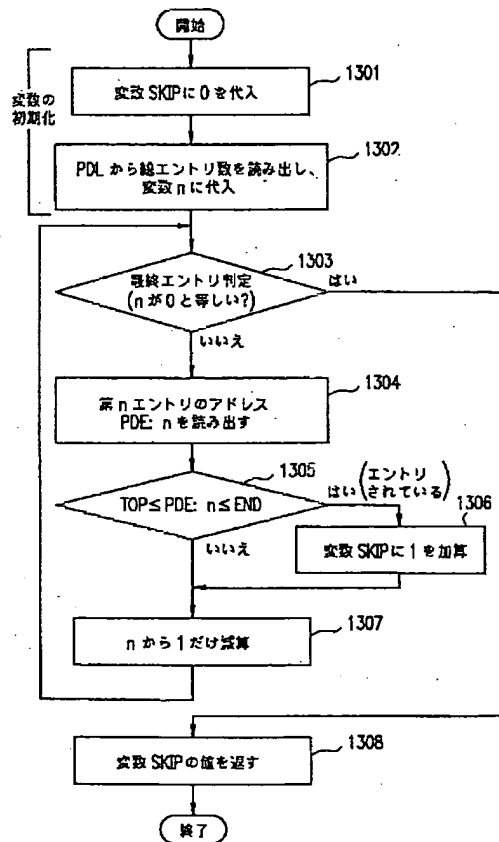 開始
変数の
初期化
1301
変数 SKIP に 0 を代入
1302
PDL から総エントリ数を読み出し、
変数 n に代入
1303
最終エントリ判定
(n が 0 と等しい?)
はい
いいえ
1304
第 n エントリのアドレス
PDE: n を読み出す
1305
TOP≤PDE: n≤END
はい (エントリ
されている)
いいえ
1306
変数 SKIP に 1 を加算
1307
n から 1 だけ減算
1308
変数 SKIP の値を返す
終了